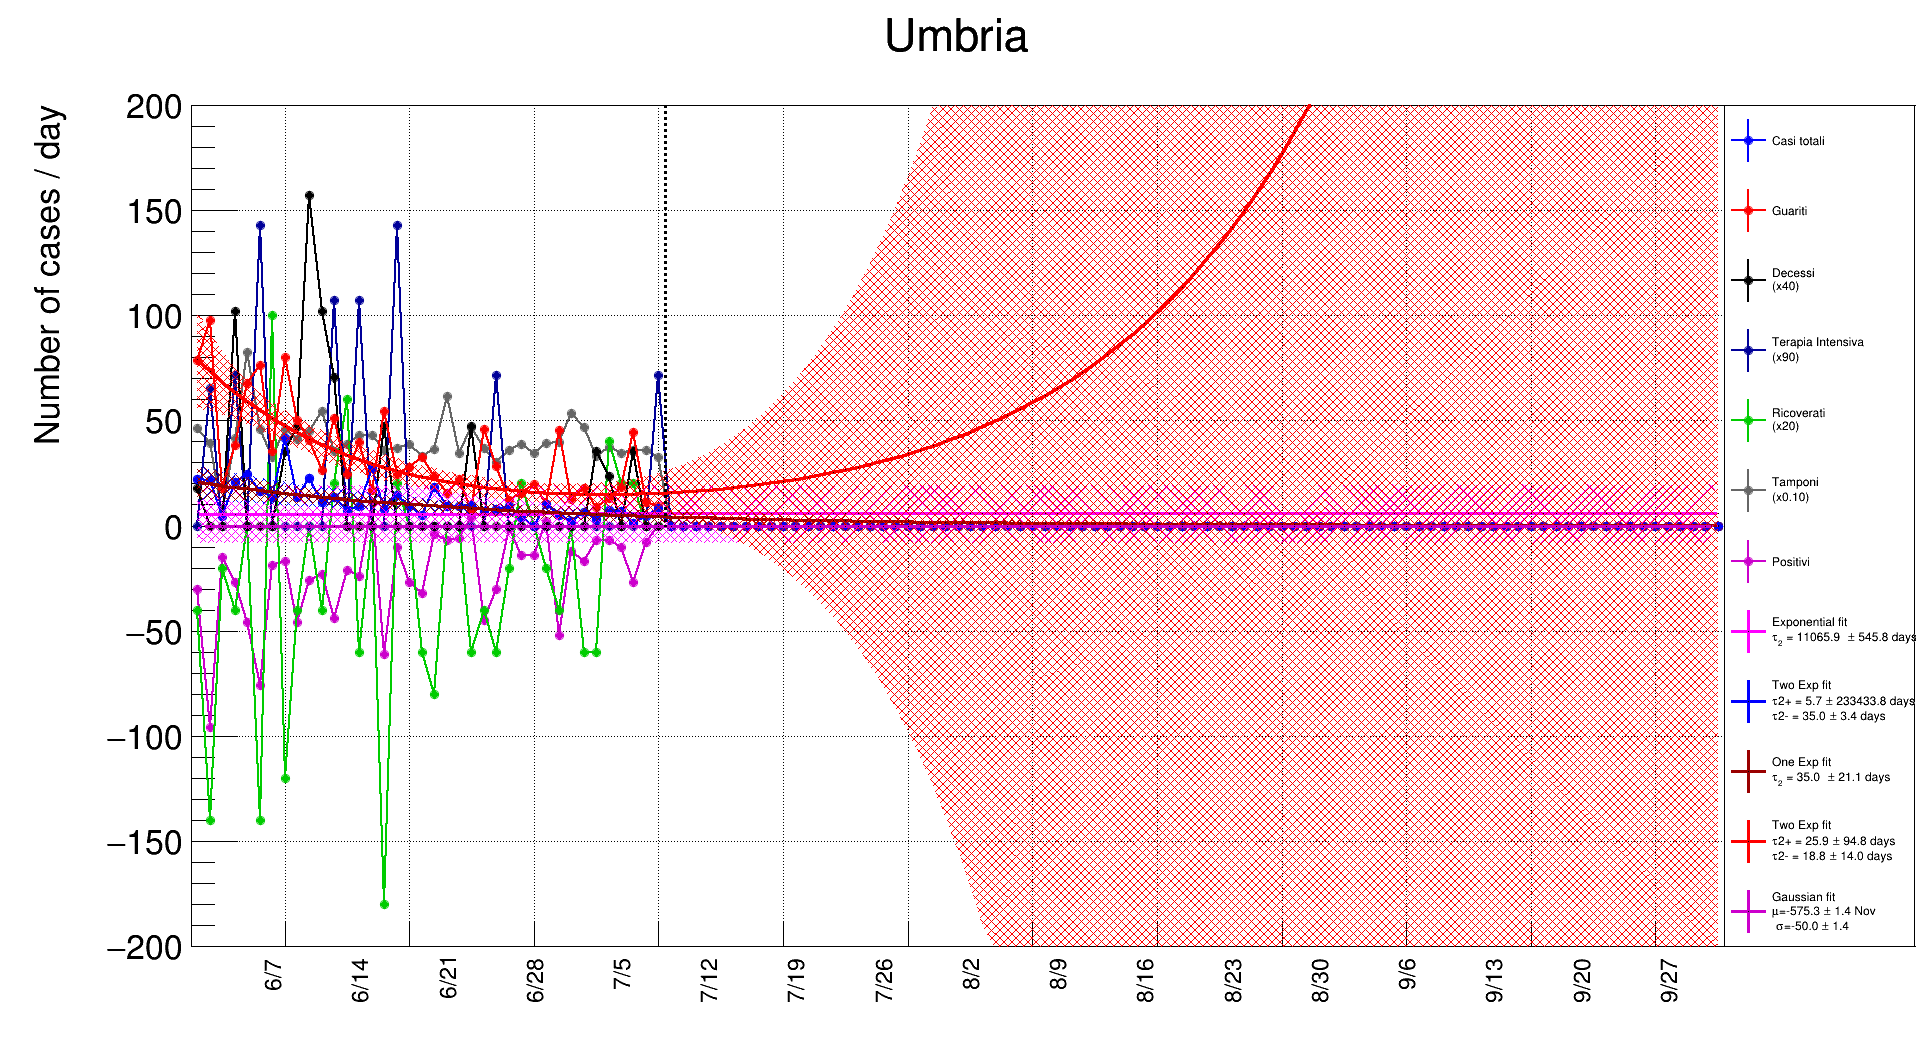 Umbria
Number of cases / day
200
150
100
50
0
−50
−100
−150
−200
6/7
6/14
6/21
6/28
7/5
7/12
7/19
7/26
8/2
8/9
8/16
8/23
8/30
9/6
9/13
9/20
9/27
Casi totali
Guariti
Decessi
(x40)
Terapia Intensiva
(x90)
Ricoverati
(x20)
Tamponi
(x0.10)
Positivi
Exponential fit
τ2 = 11065.9 ± 545.8 days
Two Exp fit
τ2+ = 5.7 ± 233433.8 days
τ2- = 35.0 ± 3.4 days
One Exp fit
τ2 = 35.0 ± 21.1 days
Two Exp fit
τ2+ = 25.9 ± 94.8 days
τ2- = 18.8 ± 14.0 days
Gaussian fit
μ=-575.3 ± 1.4 Nov
σ=-50.0 ± 1.4